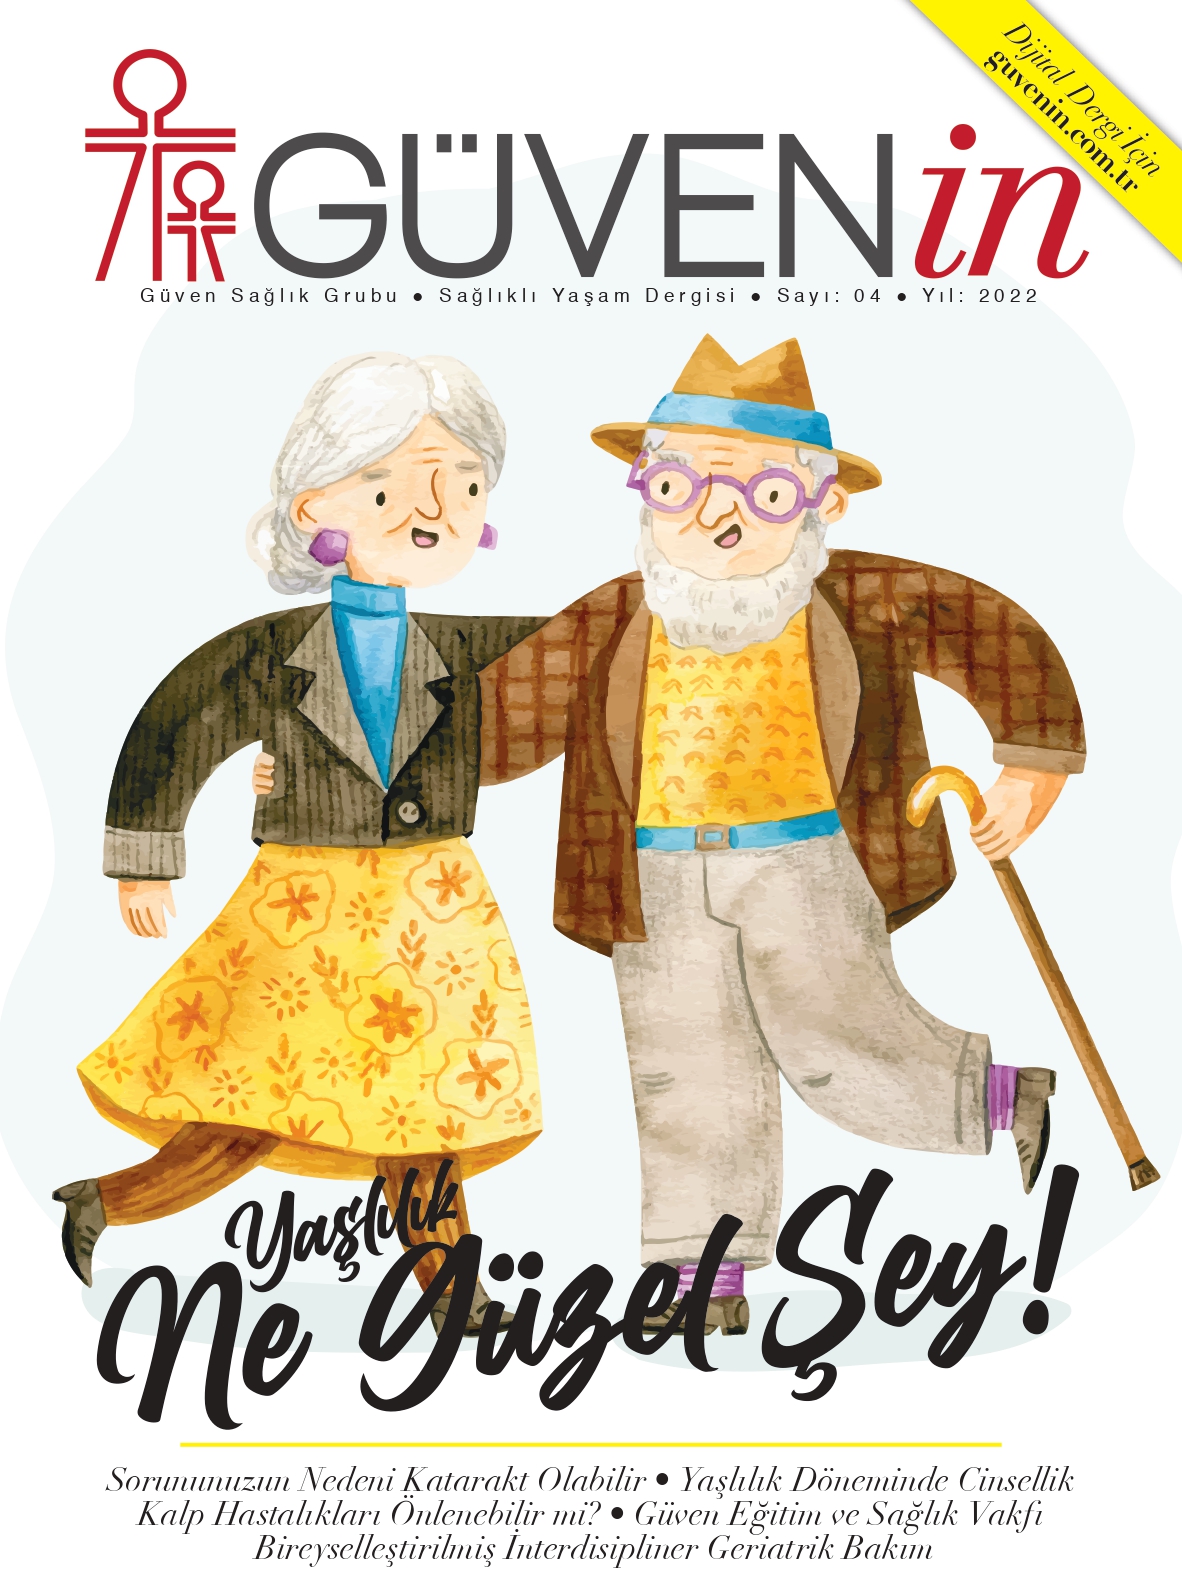 Dijital Dergi İçin
guvenin.com.tr
GÜVENin
Güven Sağlık Grubu ● Sağlıklı Yaşam Dergisi ● Sayı: 04 ● Yıl: 2022
Yaşlılık
Ne güzel Şey!
Sorununuzun Nedeni Katarakt Olabilir ● Yaşlılık Döneminde Cinsellik
Kalp Hastalıkları Önlenebilir mi? ● Güven Eğitim ve Sağlık Vakfı
Bireyselleştirilmiş İnterdisipliner Geriatrik Bakım